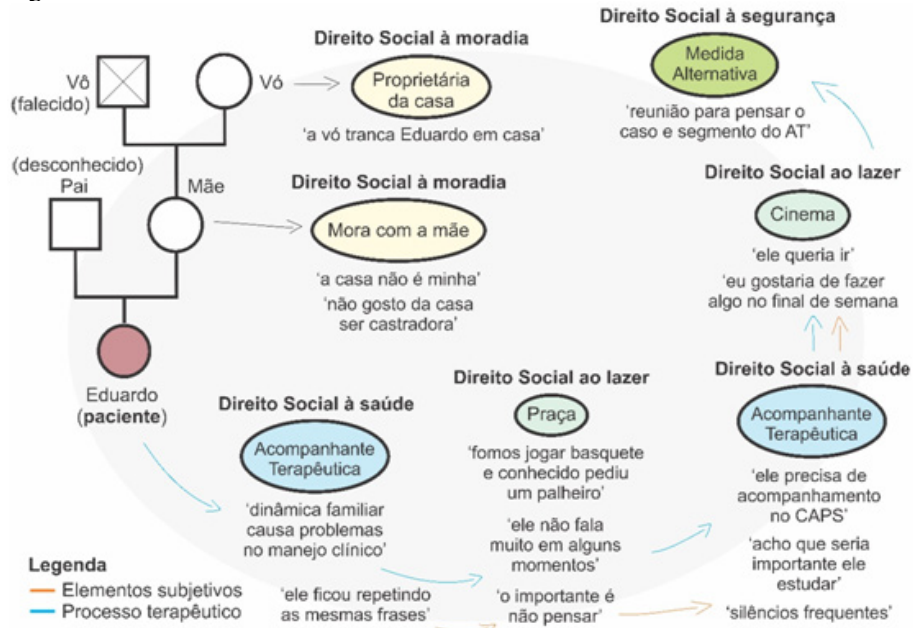 Direito Social à moradia
Vô
(falecido)
Vó
Proprietária
da casa
'a vó tranca Eduardo em casa'
(desconhecido)
Pai
Mãe
Direito Social à moradia
Mora com a mãe
'a casa não é minha'
'não gosto da casa
ser castradora'
Eduardo
(paciente)
Direito Social à saúde
Acompanhante
Terapêutica
'dinâmica familiar
causa problemas
no manejo clínico'
'ele ficou repetindo
as mesmas frases'
Direito Social ao lazer
Praça
'fomos jogar basquete
e conhecido pediu
um palheiro'
'ele não fala
muito em alguns
momentos'
'o importante é
não pensar'
Direito Social à saúde
Acompanhante
Terapêutica
'ele precisa de
acompanhamento
no CAPS'
'acho que seria
importante ele
estudar'
'silêncios frequentes'
Direito Social ao lazer
Cinema
'ele queria ir'
'eu gostaria de fazer
algo no final de semana
Direito Social à segurança
Medida
Alternativa
'reunião para pensar o
caso e segmento do AT'
Legenda
Elementos subjetivos
Processo terapêutico